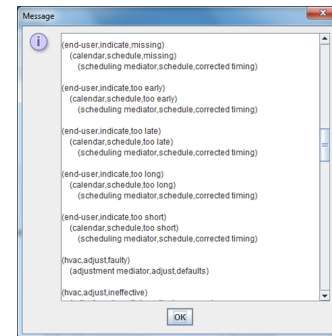 Message
(end-user,indicate,missing)
(calendar,schedule,missing)
(scheduling mediator,schedule,corrected timing)
(end-user,indicate,too early)
(calendar,schedule,too early)
(scheduling mediator,schedule,corrected timing)
(end-user,indicate,too late)
(calendar,schedule,too late)
(scheduling mediator,schedule,corrected timing)
(end-user,indicate,too long)
(calendar,schedule,too long)
(scheduling mediator,schedule,corrected timing)
(end-user,indicate,too short)
(calendar,schedule,too short)
(scheduling mediator,schedule,corrected timing)
(hvac,adjust,faulty)
(adjustment mediator,adjust,defaults)
(hvac,adjust,ineffective)
OK